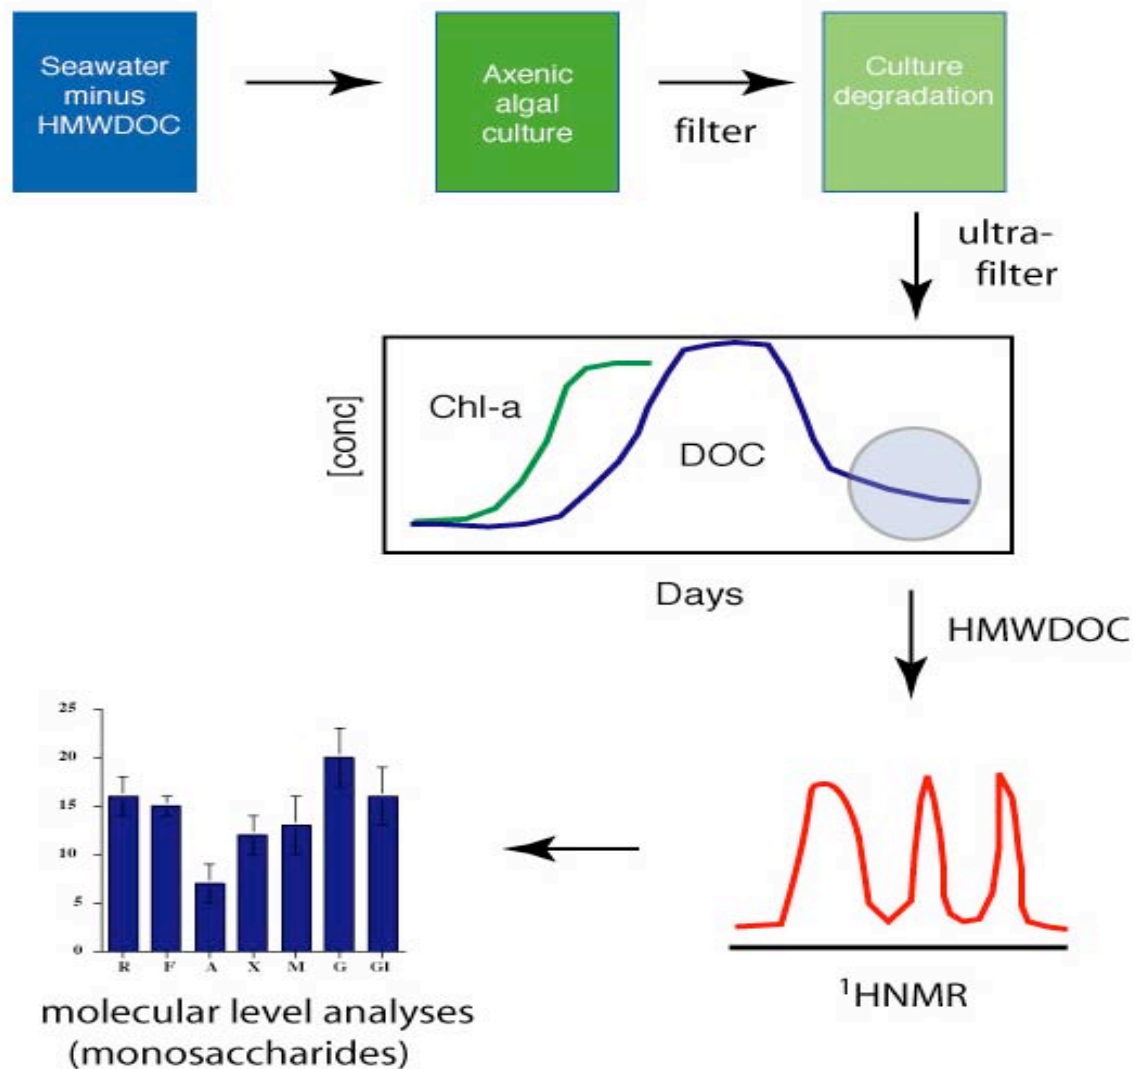 Seawater
minus
HMWDOC
Axenic
algal
culture
filter
Culture
degradation
ultra-
filter
[conc]
Chl-a
DOC
Days
HMWDOC
25
20
15
10
5
0
R F A X M G Gl
molecular level analyses
(monosaccharides)
¹HNMR